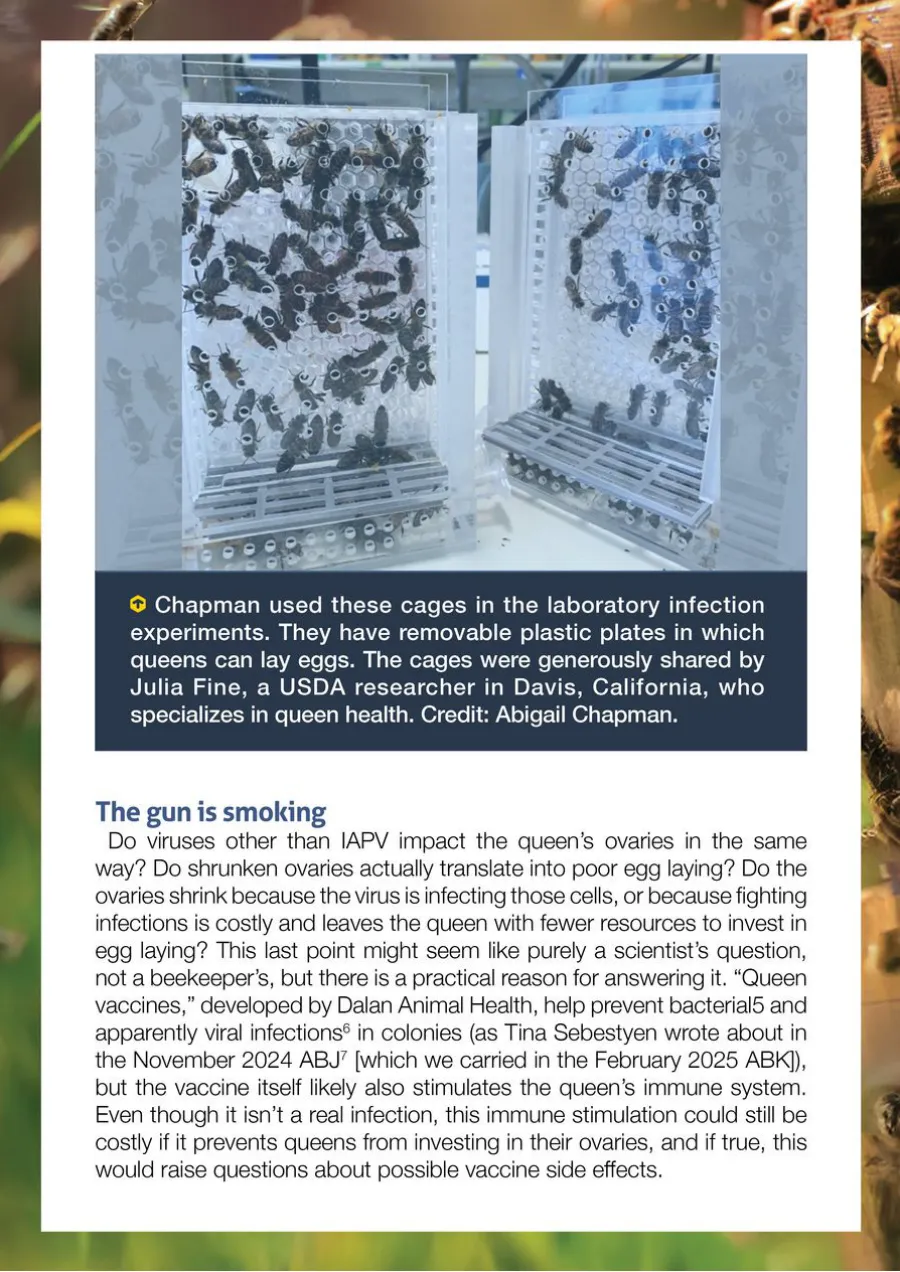 Chapman used these cages in the laboratory infection
experiments. They have removable plastic plates in which
queens can lay eggs. The cages were generously shared by
Julia Fine, a USDA researcher in Davis, California, who
specializes in queen health. Credit: Abigail Chapman.
The gun is smoking
Do viruses other than IAPV impact the queen’s ovaries in the same
way? Do shrunken ovaries actually translate into poor egg laying? Do the
ovaries shrink because the virus is infecting those cells, or because fighting
infections is costly and leaves the queen with fewer resources to invest in
egg laying? This last point might seem like purely a scientist’s question,
not a beekeeper’s, but there is a practical reason for answering it. “Queen
vaccines,” developed by Dalan Animal Health, help prevent bacterial5 and
apparently viral infections⁶ in colonies (as Tina Sebestyen wrote about in
the November 2024 ABJ⁷ [which we carried in the February 2025 ABK]),
but the vaccine itself likely also stimulates the queen’s immune system.
Even though it isn’t a real infection, this immune stimulation could still be
costly if it prevents queens from investing in their ovaries, and if true, this
would raise questions about possible vaccine side effects.